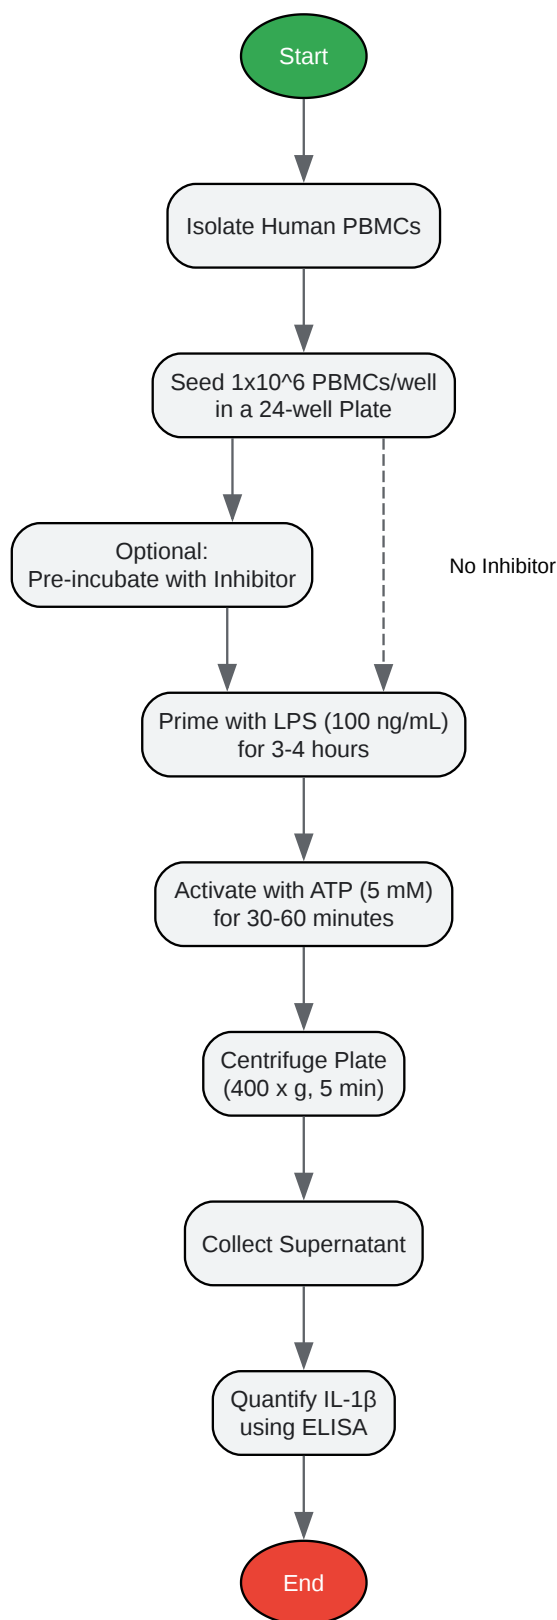 Start
Isolate Human PBMCs
Seed 1x10^6 PBMCs/well
in a 24-well Plate
Optional:
Pre-incubate with Inhibitor
No Inhibitor
Prime with LPS (100 ng/mL)
for 3-4 hours
Activate with ATP (5 mM)
for 30-60 minutes
Centrifuge Plate
(400 x g, 5 min)
Collect Supernatant
Quantify IL-1β
using ELISA
End